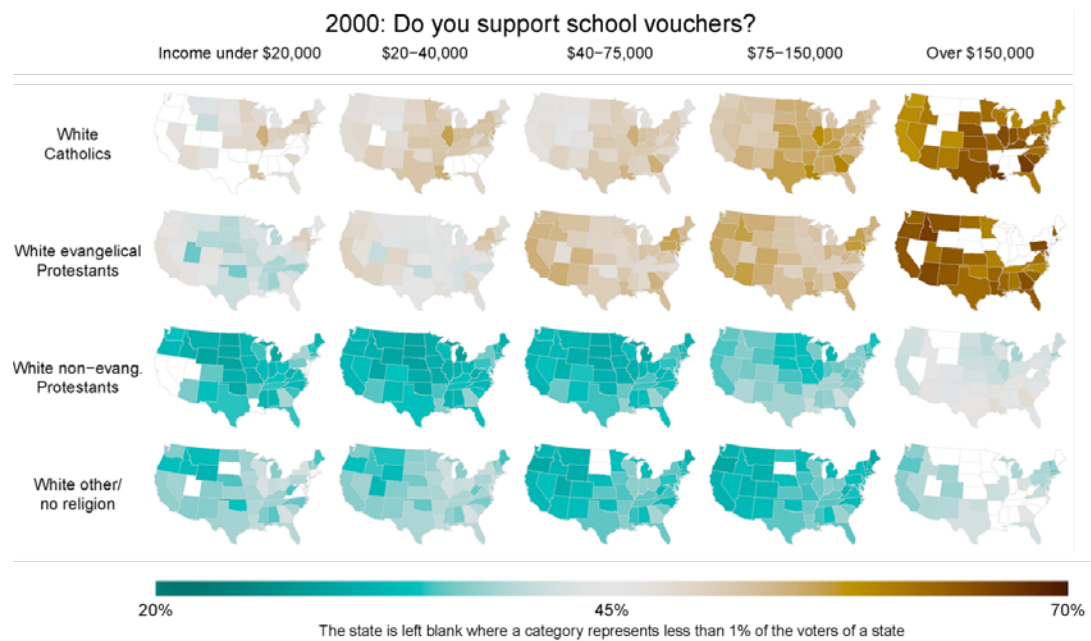 2000: Do you support school vouchers?
Income under $20,000 $20−40,000 $40−75,000 $75−150,000 Over $150,000
White
Catholics
White evangelical
Protestants
White non−evang.
Protestants
White other/
no religion
20% 45% 70%
The state is left blank where a category represents less than 1% of the voters of a state